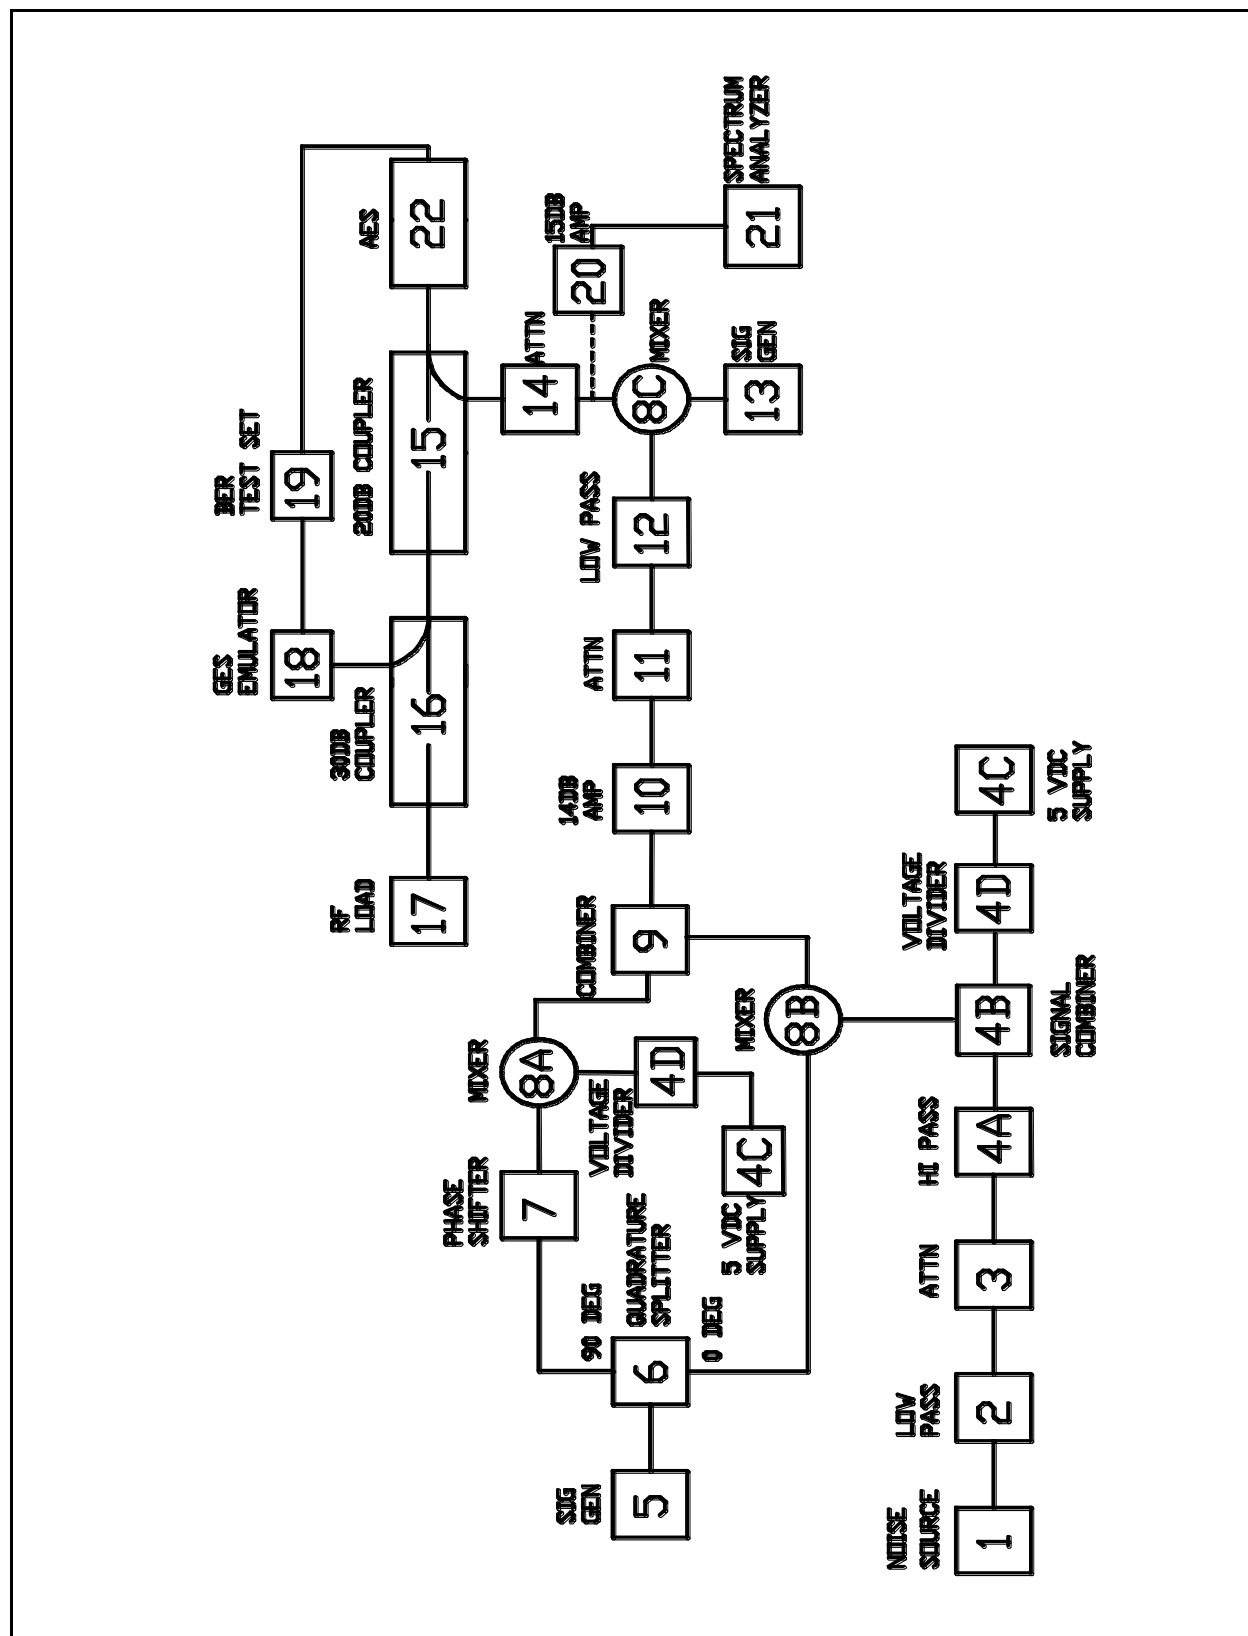 BER
TEST SET
19
GES
EMULATOR
18
AES
22
20DB COUPLER
15
30DB
COUPLER
16
RF
LOAD
17
ATTN
14
15DB
AMP
20
SPECTRUM
ANALYZER
21
MIXER
8C
SIG
GEN
13
LOW PASS
12
ATTN
11
14DB
AMP
10
COMBINER
9
MIXER
8A
VOLTAGE
DIVIDER
4D
5 VDC
SUPPLY
4C
PHASE
SHIFTER
7
90 DEG
QUADRATURE
SPLITTER
6
0 DEG
SIG
GEN
5
MIXER
8B
NOISE
SOURCE
1
LOW
PASS
2
ATTN
3
HI PASS
4A
4B
SIGNAL
COMBINER
VOLTAGE
DIVIDER
4D
4C
5 VDC
SUPPLY